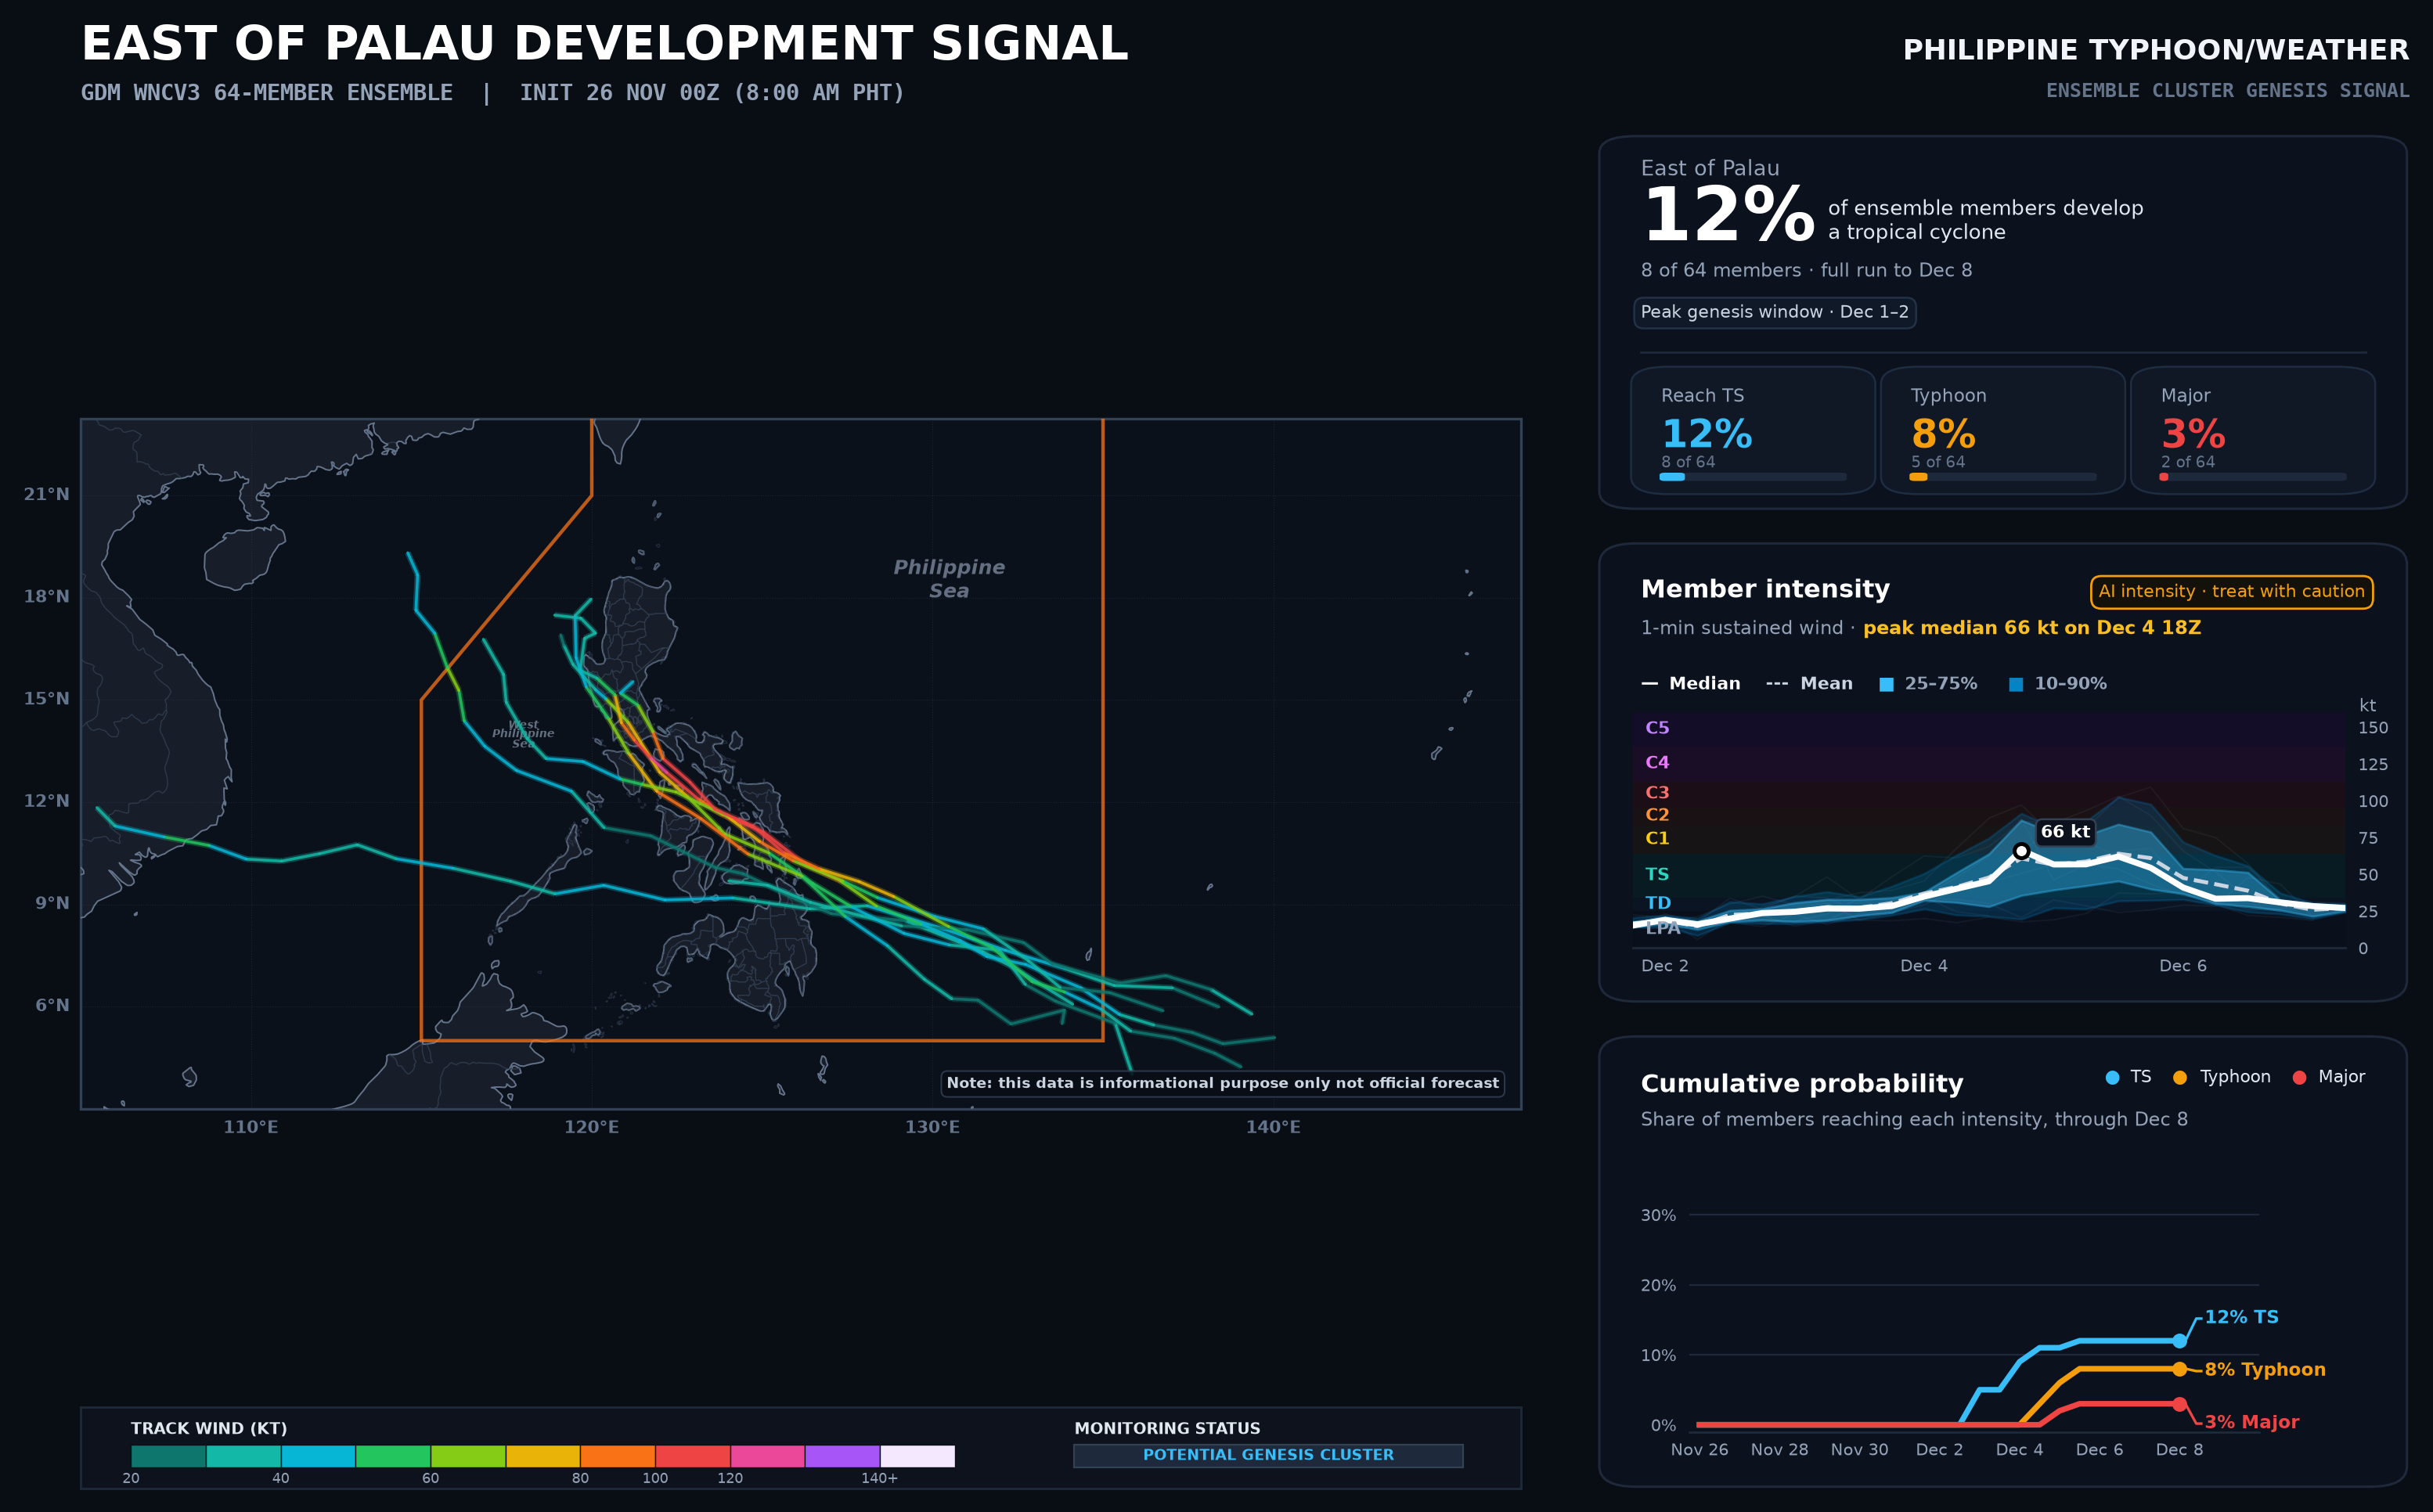 EAST OF PALAU DEVELOPMENT SIGNAL
GDM WNCV3 64-MEMBER ENSEMBLE | INIT 26 NOV 00Z (8:00 AM PHT)
PHILIPPINE TYPHOON/WEATHER
ENSEMBLE CLUSTER GENESIS SIGNAL
21°N
18°N
15°N
12°N
9°N
6°N
110°E
120°E
130°E
140°E
Philippine
Sea
West
Philippine
Sea
Note: this data is informational purpose only not official forecast
TRACK WIND (KT)
20
40
60
80
100
120
140+
MONITORING STATUS
POTENTIAL GENESIS CLUSTER
East of Palau
12%
of ensemble members develop
a tropical cyclone
8 of 64 members · full run to Dec 8
Peak genesis window · Dec 1–2
Reach TS
12%
8 of 64
Typhoon
8%
5 of 64
Major
3%
2 of 64
Member intensity
AI intensity · treat with caution
1-min sustained wind · peak median 66 kt on Dec 4 18Z
Median
Mean
25–75%
10–90%
kt
150
125
100
75
50
25
0
C5
C4
C3
C2
C1
TS
TD
LPA
66 kt
Dec 2
Dec 4
Dec 6
Cumulative probability
TS
Typhoon
Major
Share of members reaching each intensity, through Dec 8
30%
20%
10%
0%
12% TS
8% Typhoon
3% Major
Nov 26
Nov 28
Nov 30
Dec 2
Dec 4
Dec 6
Dec 8